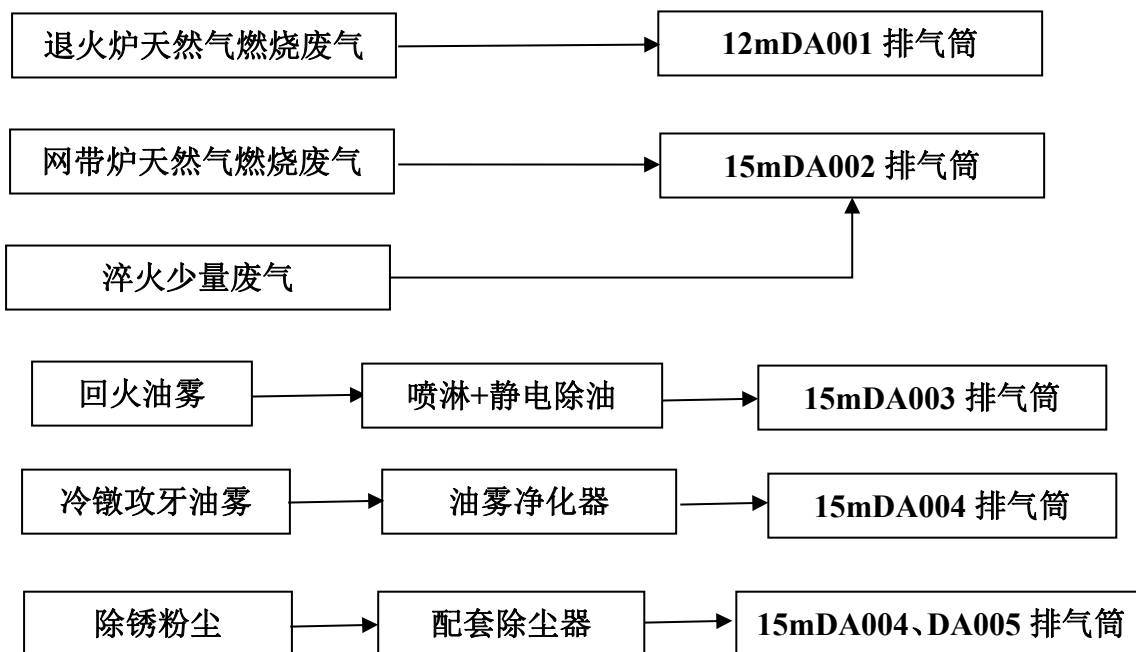 退火炉天然气燃烧废气
12mDA001 排气筒
网带炉天然气燃烧废气
15mDA002 排气筒
淬火少量废气
回火油雾
喷淋+静电除油
15mDA003 排气筒
冷镦攻牙油雾
油雾净化器
15mDA004 排气筒
除锈粉尘
配套除尘器
15mDA004、DA005 排气筒